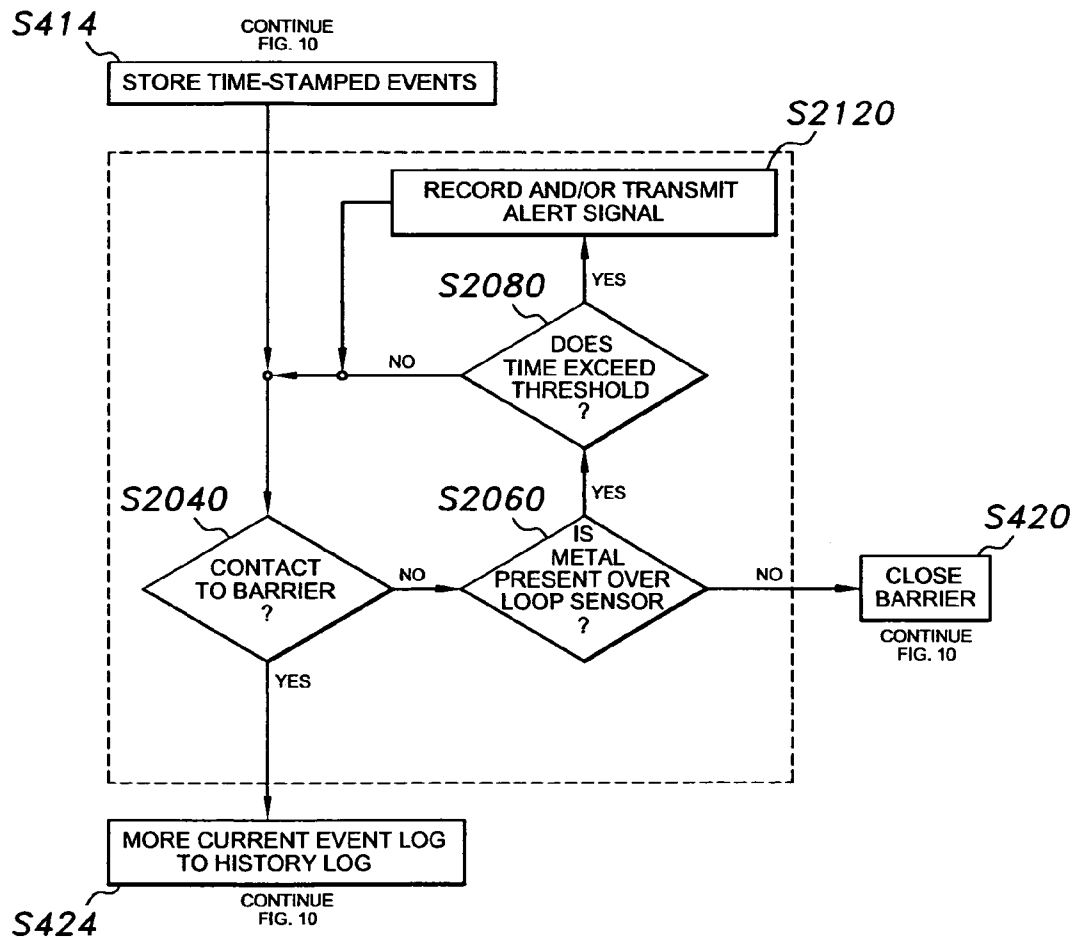 S414
CONTINUE
FIG. 10
STORE TIME-STAMPED EVENTS
S2120
RECORD AND/OR TRANSMIT
ALERT SIGNAL
YES
S2080
DOES
TIME EXCEED
THRESHOLD
?
NO
S2040
CONTACT
TO BARRIER
?
NO
YES
S2060
YES
IS
METAL
PRESENT OVER
LOOP SENSOR
?
NO
S420
CLOSE
BARRIER
CONTINUE
FIG. 10
MORE CURRENT EVENT LOG
TO HISTORY LOG
S424
CONTINUE
FIG. 10